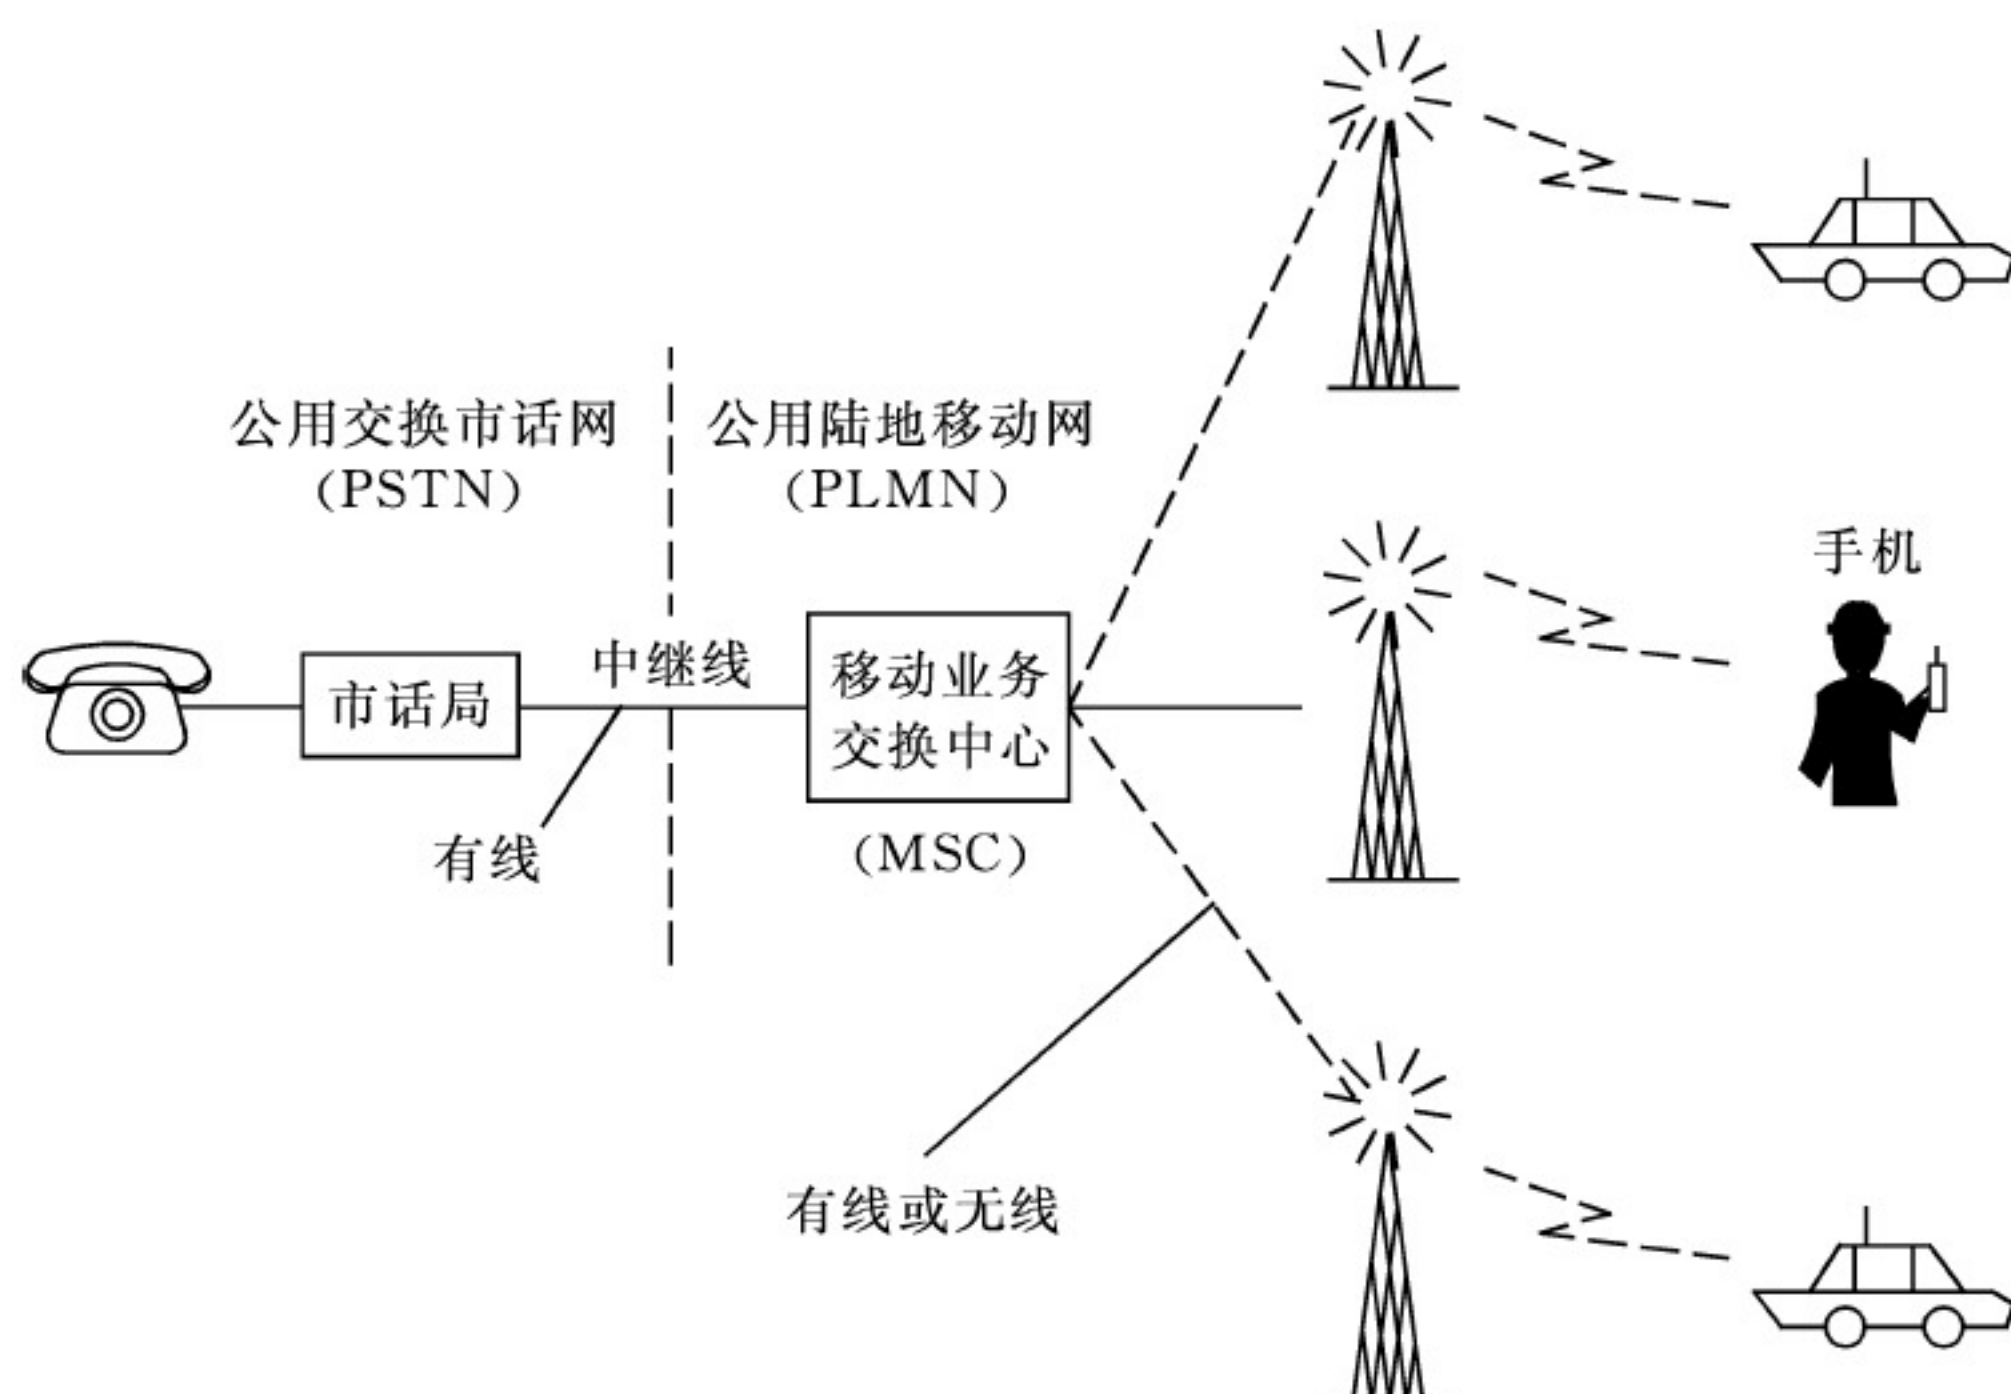 公用交换市话网
（PSTN）
公用陆地移动网
（PLMN）
手机
中继线
市话局
移动业务
交换中心
有线
（MSC）
有线或无线